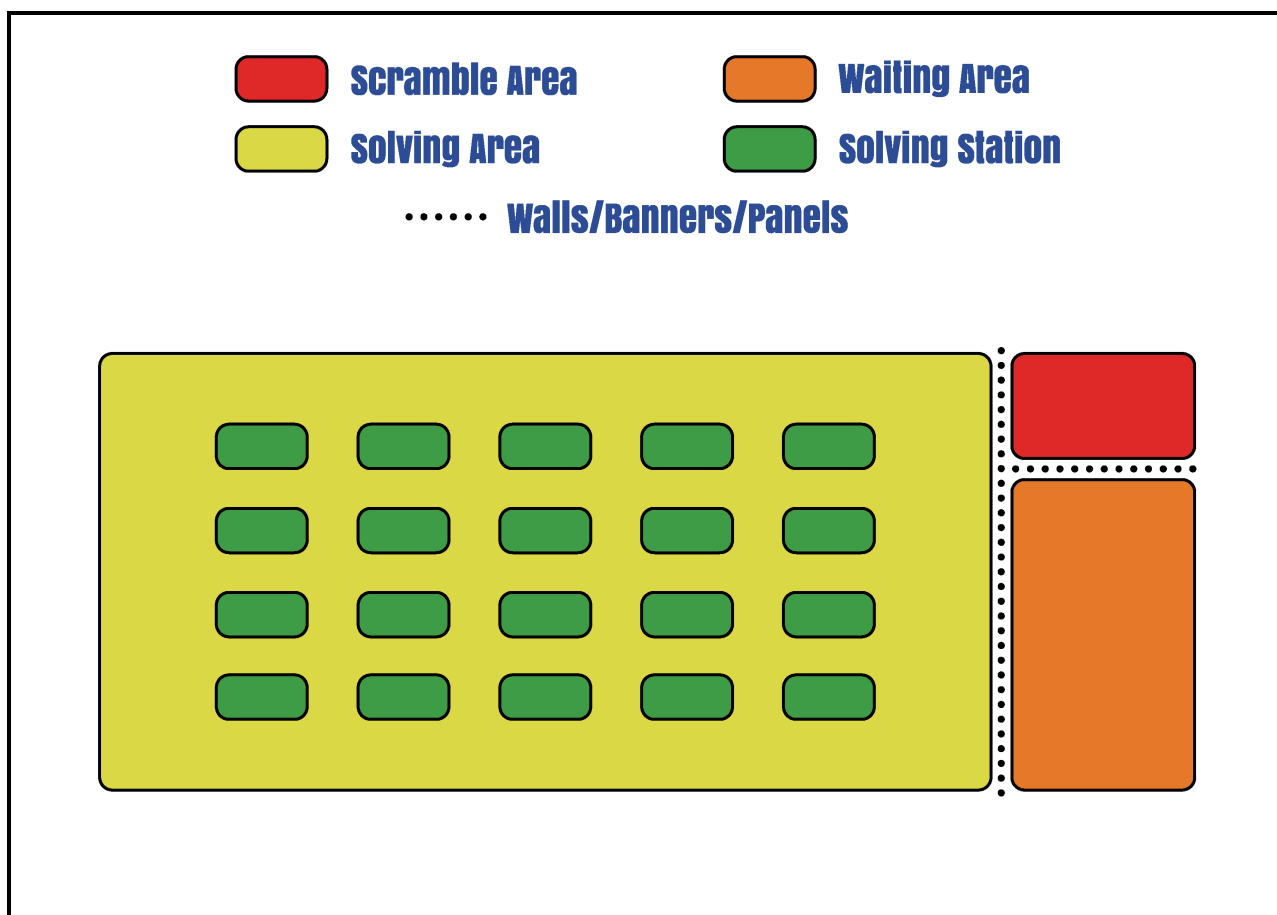 Scramble Area
Waiting Area
Solving Area
Solving Station
Walls/Banners/Panels